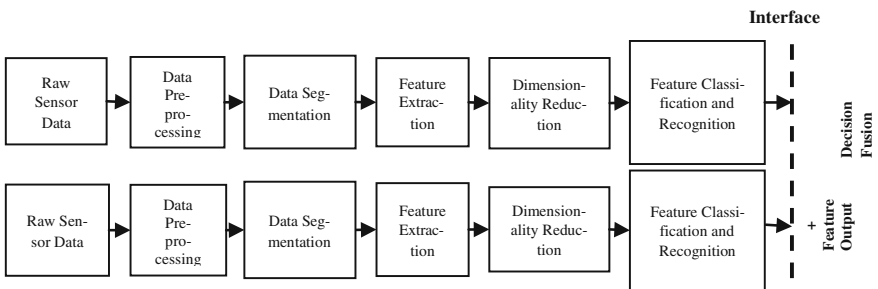 Interface
Raw
Sensor
Data
Data
Pre-
pro-
cessing
Data Seg-
mentation
Feature
Extrac-
tion
Dimension-
ality Reduc-
tion
Feature Classi-
fication and
Recognition
Decision
Fusion
Raw Sen-
sor Data
Data
Pre-
pro-
cessing
Data Seg-
mentation
Feature
Extrac-
tion
Dimension-
ality Reduc-
tion
Feature Classi-
fication and
Recognition
+
Feature
Output